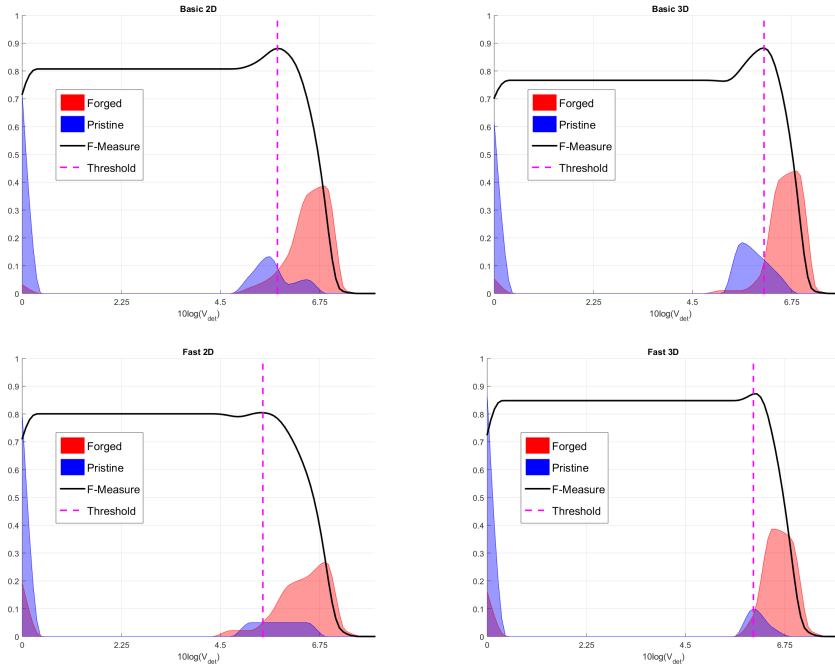 Basic 2D
1
0.9
0.8
0.7
0.6
0.5
0.4
0.3
0.2
0.1
0
Forged
Pristine
F-Measure
Threshold
0 2.25 4.5 6.75
10log(V_det)
Basic 3D
1
0.9
0.8
0.7
0.6
0.5
0.4
0.3
0.2
0.1
0
Forged
Pristine
F-Measure
Threshold
0 2.25 4.5 6.75
10log(V_det)
Fast 2D
1
0.9
0.8
0.7
0.6
0.5
0.4
0.3
0.2
0.1
0
Forged
Pristine
F-Measure
Threshold
0 2.25 4.5 6.75
10log(V_det)
Fast 3D
1
0.9
0.8
0.7
0.6
0.5
0.4
0.3
0.2
0.1
0
Forged
Pristine
F-Measure
Threshold
0 2.25 4.5 6.75
10log(V_det)